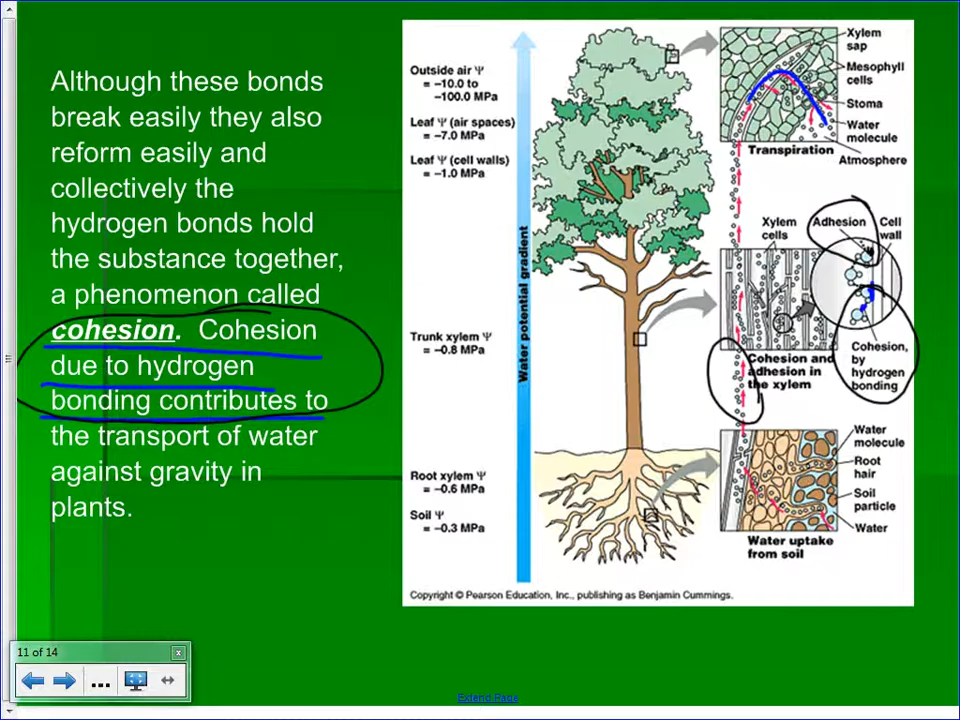 Although these bonds
break easily they also
reform easily and
collectively the
hydrogen bonds hold
the substance together,
a phenomenon called
cohesion. Cohesion
due to hydrogen
bonding contributes to
the transport of water
against gravity in
plants.
Outside air Ψ
= –10.0 to
–100.0 MPa
Leaf Ψ (air spaces)
= –7.0 MPa
Leaf Ψ (cell walls)
= –1.0 MPa
Trunk xylem Ψ
= –0.8 MPa
Root xylem Ψ
= –0.6 MPa
Soil Ψ
= –0.3 MPa
Water potential gradient
Xylem
sap
Mesophyll
cells
Stoma
Water
molecule
Atmosphere
Transpiration
Xylem
cells
Adhesion
Cell
wall
Cohesion,
by
hydrogen
bonding
Cohesion and
adhesion in
the xylem
Water
molecule
Root
hair
Soil
particle
Water
Water uptake
from soil
Copyright © Pearson Education, Inc., publishing as Benjamin Cummings.
11 of 14
x
...
Extend Page